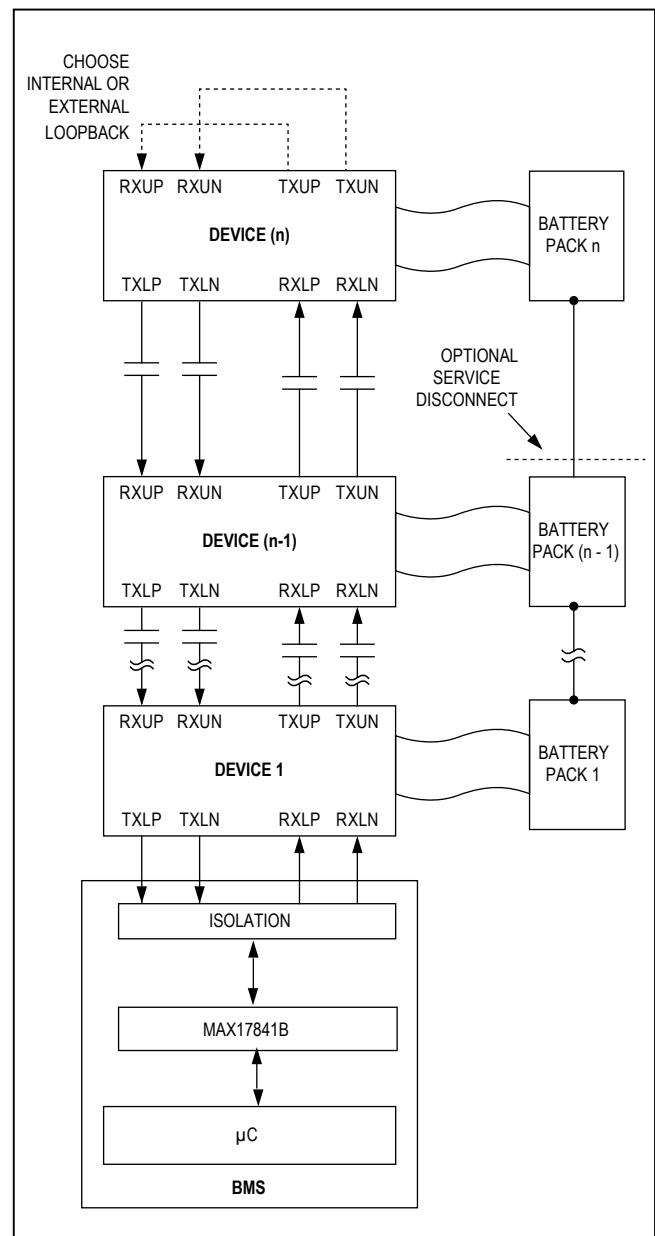 CHOOSE
INTERNAL OR
EXTERNAL
LOOPBACK
RXUP RXUN TXUP TXUN
DEVICE (n)
TXLP TXLN RXLP RXLN
BATTERY
PACK n
OPTIONAL
SERVICE
DISCONNECT
RXUP RXUN TXUP TXUN
DEVICE (n-1)
TXLP TXLN RXLP RXLN
BATTERY
PACK (n - 1)
RXUP RXUN TXUP TXUN
DEVICE 1
TXLP TXLN RXLP RXLN
BATTERY
PACK 1
ISOLATION
MAX17841B
µC
BMS